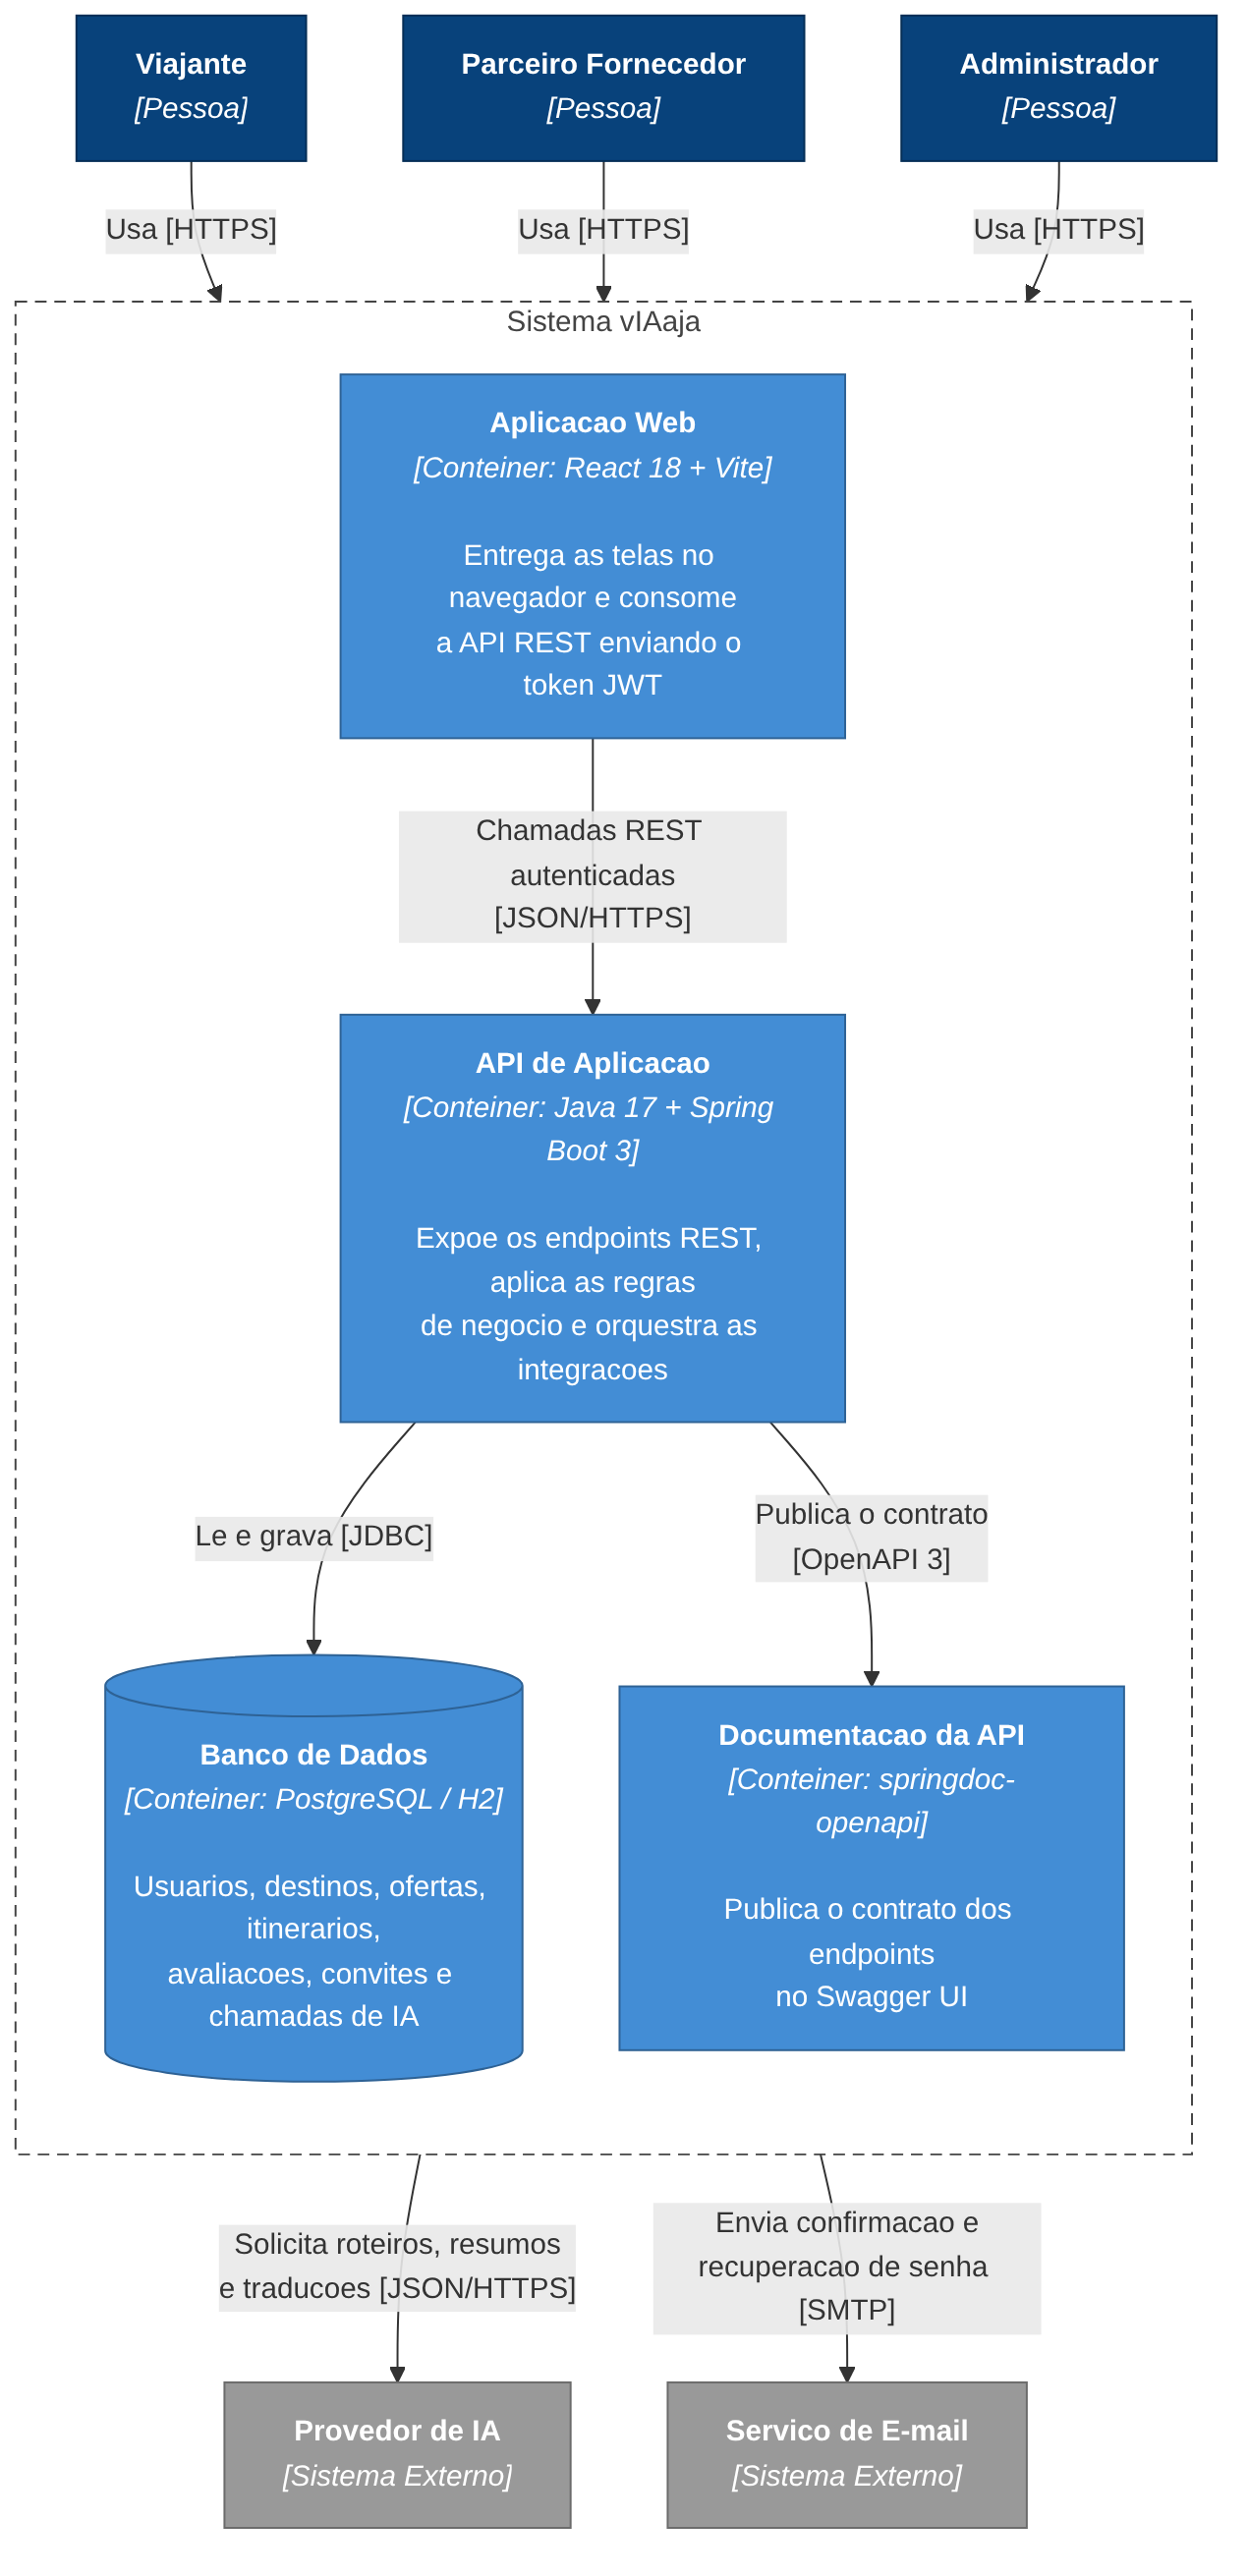 Viajante
[Pessoa]
Parceiro Fornecedor
[Pessoa]
Administrador
[Pessoa]
Usa [HTTPS]
Usa [HTTPS]
Usa [HTTPS]
Sistema vIAaja
Aplicacao Web
[Conteiner: React 18 + Vite]
Entrega as telas no
navegador e consome
a API REST enviando o
token JWT
Chamadas REST
autenticadas
[JSON/HTTPS]
API de Aplicacao
[Conteiner: Java 17 + Spring
Boot 3]
Expoe os endpoints REST,
aplica as regras
de negocio e orquestra as
integracoes
Le e grava [JDBC]
Publica o contrato
[OpenAPI 3]
Banco de Dados
[Conteiner: PostgreSQL / H2]
Usuarios, destinos, ofertas,
itinerarios,
avaliacoes, convites e
chamadas de IA
Documentacao da API
[Conteiner: springdoc-
openapi]
Publica o contrato dos
endpoints
no Swagger UI
Solicita roteiros, resumos
e traducoes [JSON/HTTPS]
Envia confirmacao e
recuperacao de senha
[SMTP]
Provedor de IA
[Sistema Externo]
Servico de E-mail
[Sistema Externo]